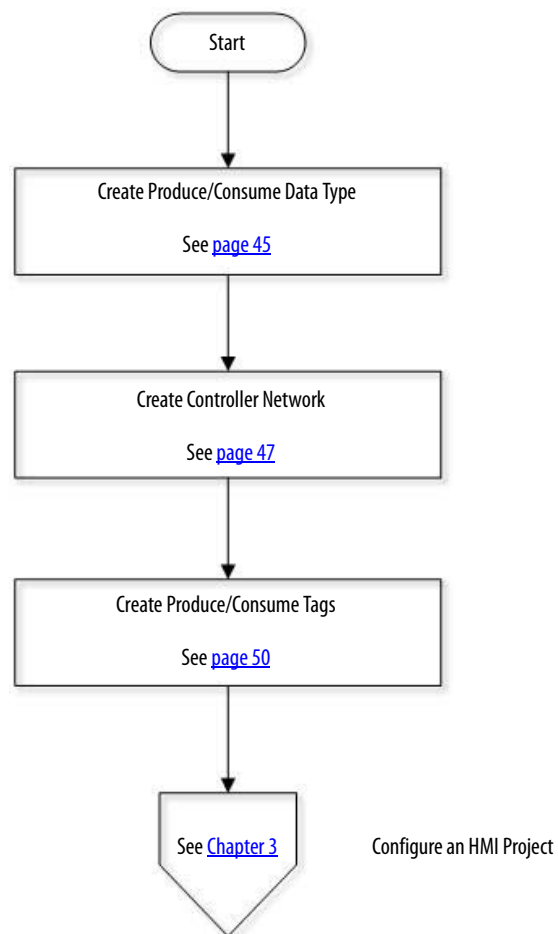 Start
Create Produce/Consume Data Type
See page 45
Create Controller Network
See page 47
Create Produce/Consume Tags
See page 50
See Chapter 3
Configure an HMI Project